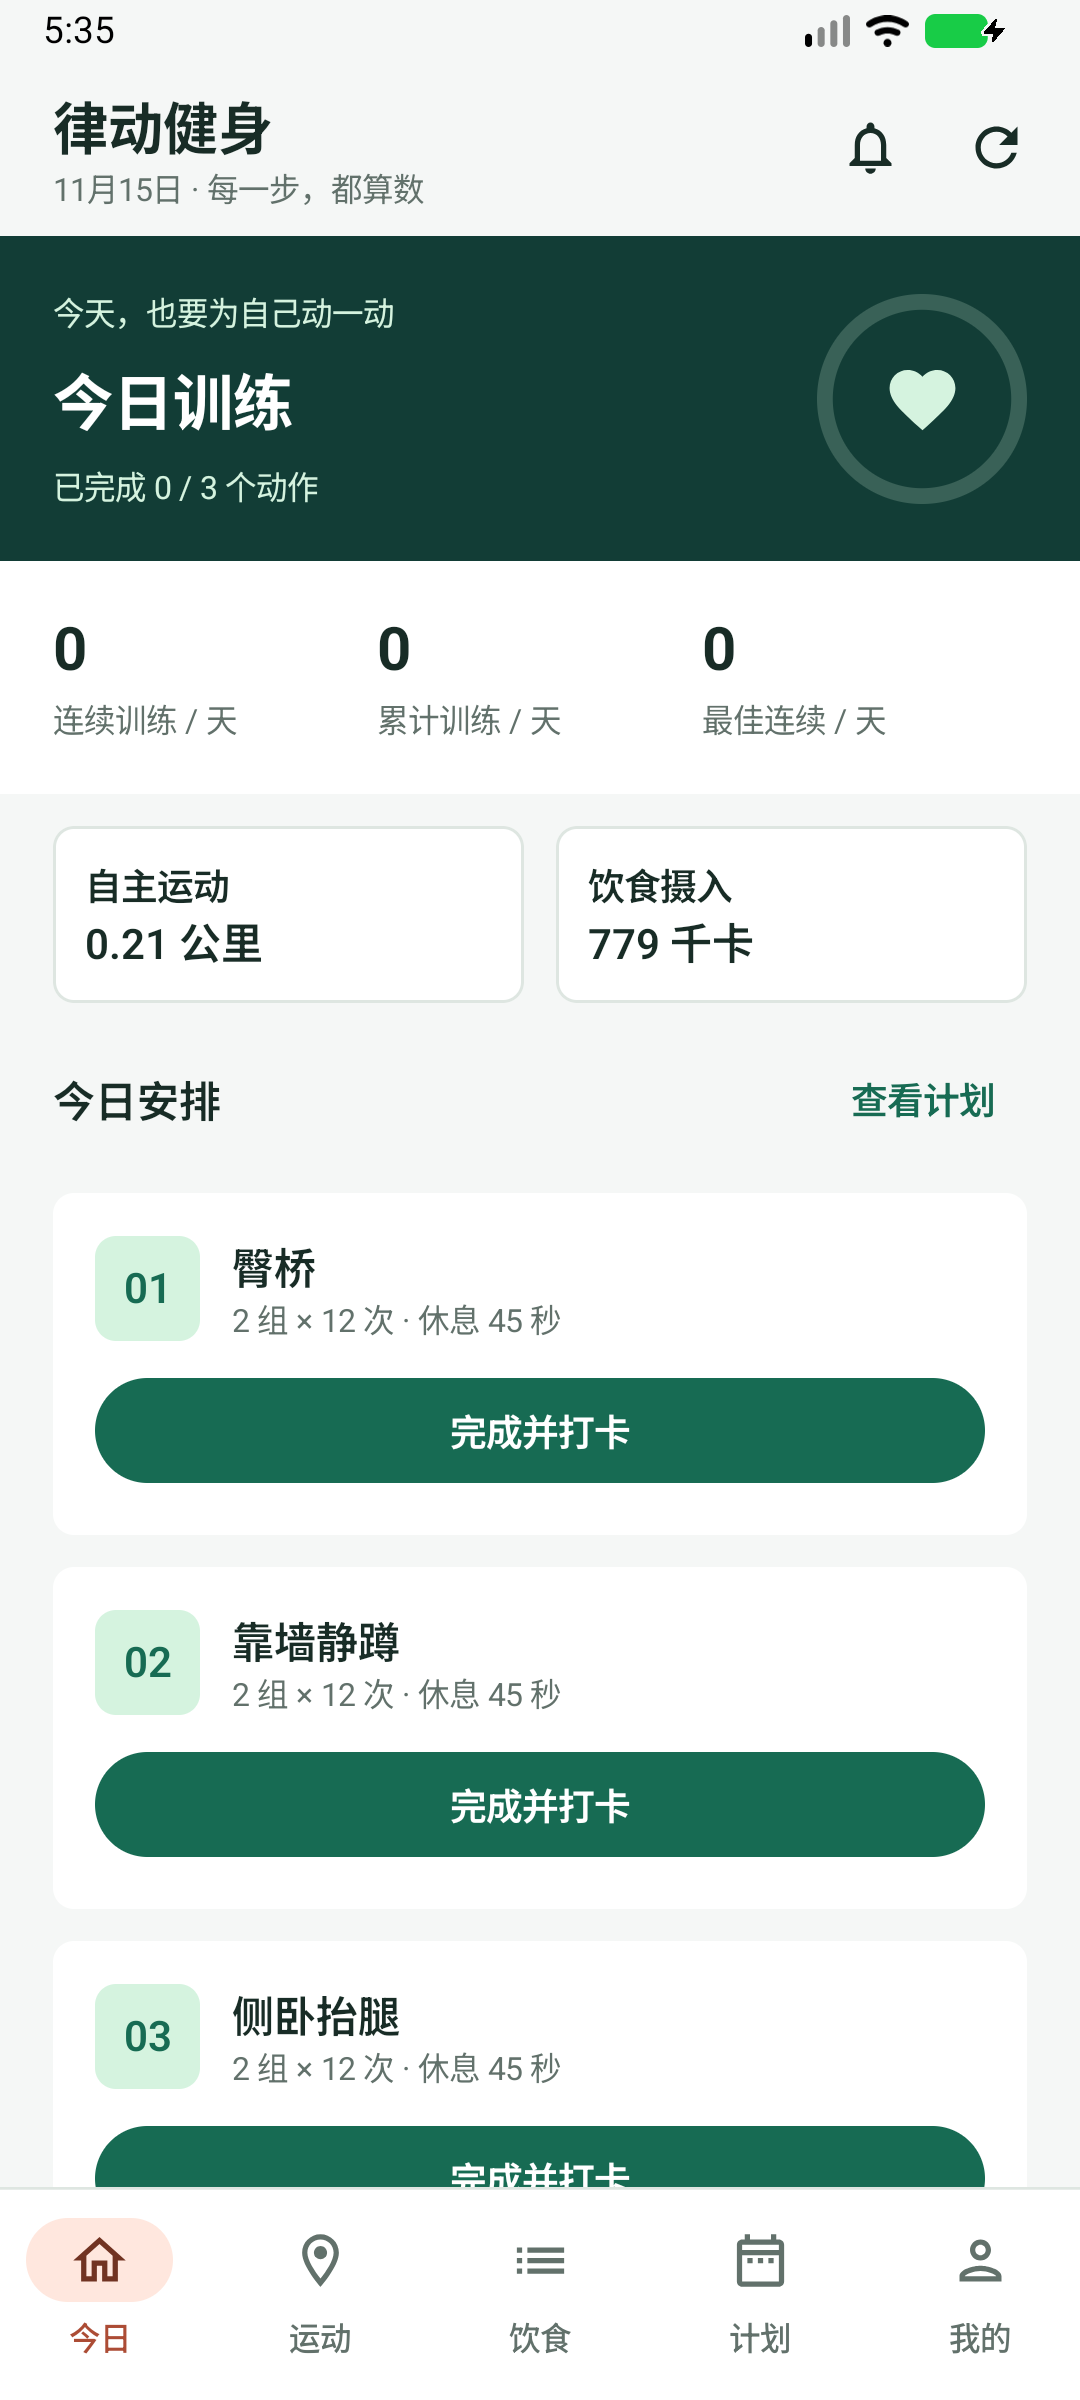 5:35
律动健身
11月15日 · 每一步，都算数
今天，也要为自己动一动
今日训练
已完成 0 / 3 个动作
0
0
0
连续训练 / 天
累计训练 / 天
最佳连续 / 天
自主运动
0.21 公里
饮食摄入
779 千卡
今日安排
查看计划
01
臀桥
2 组 × 12 次 · 休息 45 秒
完成并打卡
02
靠墙静蹲
2 组 × 12 次 · 休息 45 秒
完成并打卡
03
侧卧抬腿
2 组 × 12 次 · 休息 45 秒
完成并打卡
今日
运动
饮食
计划
我的